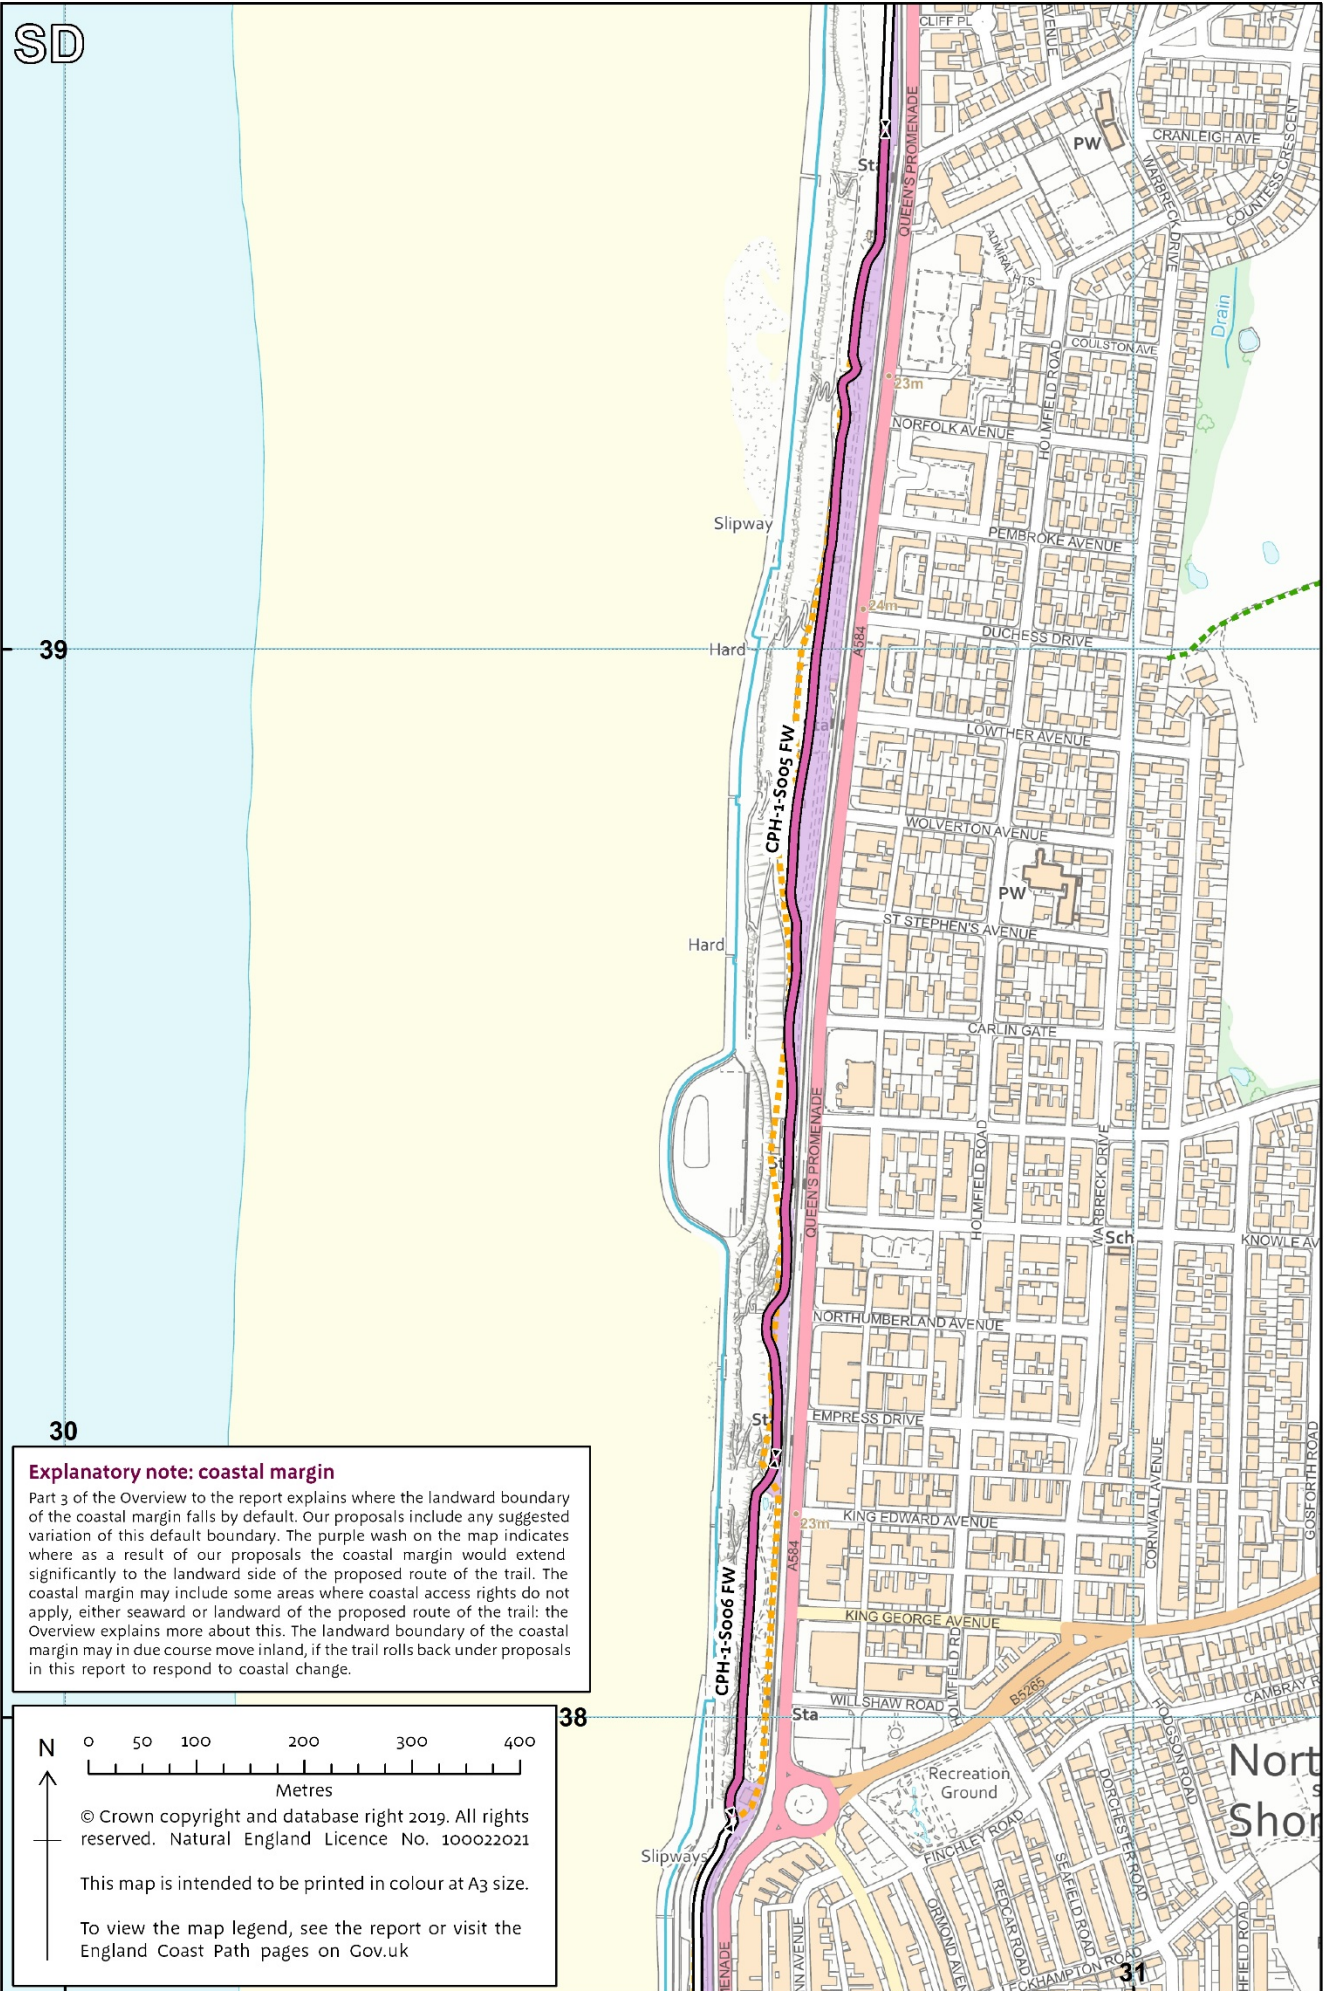 SD
CLIFF PL
AVENUE
QUEEN'S PROMENADE
PW
CRANLEIGH AVE
WARBRECK DRIVE
COUNTESS CRESCENT
ADMIRAL HTS
Drain
COULSTON AVE
HOLMFIELD ROAD
23m
NORFOLK AVENUE
Slipway
PEMBROKE AVENUE
24m
39
Hard
A584
DUCHESS DRIVE
LOWTHER AVENUE
CPH-1-S005 FW
WOLVERTON AVENUE
PW
Hard
ST STEPHEN'S AVENUE
CARLIN GATE
QUEEN'S PROMENADE
HOLMFIELD ROAD
WARBRECK DRIVE
Sch
KNOWLE AV
NORTHUMBERLAND AVENUE
30
EMPRESS DRIVE
CORNWALL AVENUE
GOSFORTH ROAD
23m
KING EDWARD AVENUE
A584
CPH-1-S006 FW
KING GEORGE AVENUE
HOLMFIELD RD
B5265
CAMBRAY R
WILLSHAW ROAD
38
Sta
HODGSON ROAD
Recreation
Ground
DORCHESTER ROAD
Nort
Shor
FINCHLEY ROAD
Slipways
SEAFIELD ROAD
REDCAR ROAD
ORMOND AVEN
NN AVENUE
ENADE
ECKHAMPTON ROAD
HFIELD ROAD
31
Explanatory note: coastal margin
Part 3 of the Overview to the report explains where the landward boundary
of the coastal margin falls by default. Our proposals include any suggested
variation of this default boundary. The purple wash on the map indicates
where as a result of our proposals the coastal margin would extend
significantly to the landward side of the proposed route of the trail. The
coastal margin may include some areas where coastal access rights do not
apply, either seaward or landward of the proposed route of the trail: the
Overview explains more about this. The landward boundary of the coastal
margin may in due course move inland, if the trail rolls back under proposals
in this report to respond to coastal change.
N
0 50 100 200 300 400
Metres
© Crown copyright and database right 2019. All rights
reserved. Natural England Licence No. 100022021
This map is intended to be printed in colour at A3 size.
To view the map legend, see the report or visit the
England Coast Path pages on Gov.uk